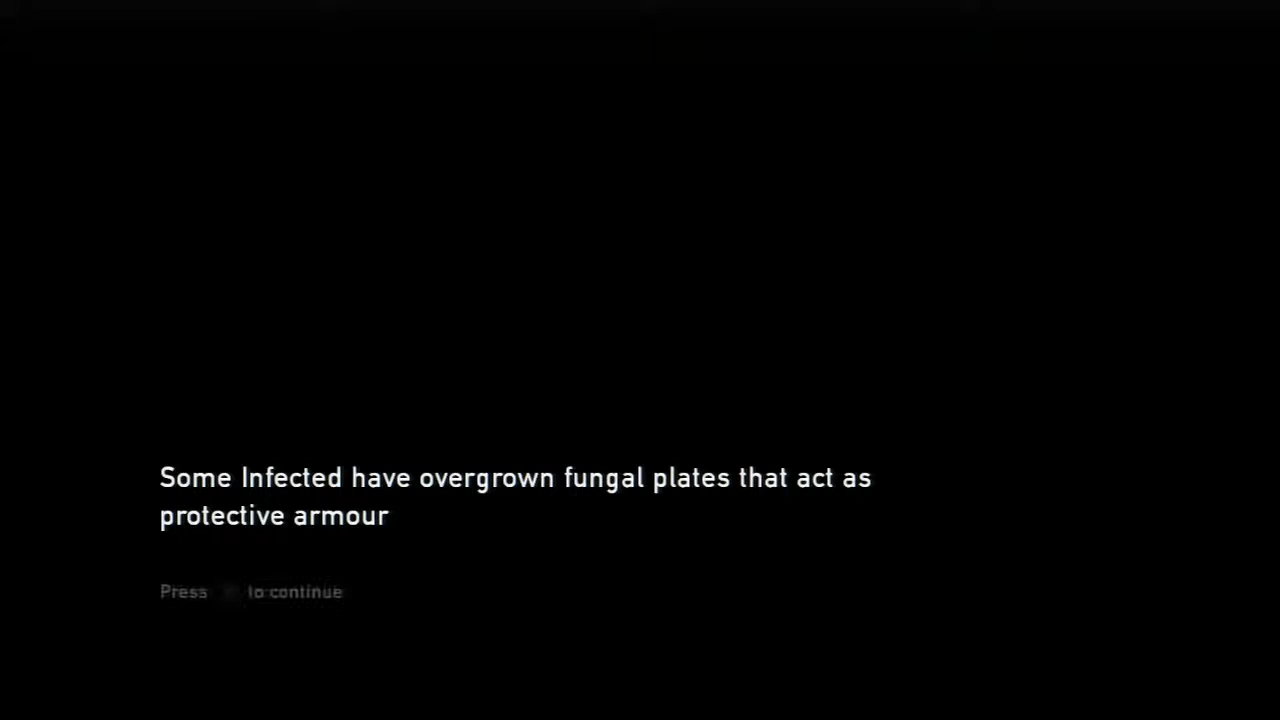 Some Infected have overgrown fungal plates that act as
protective armour
Press to continue